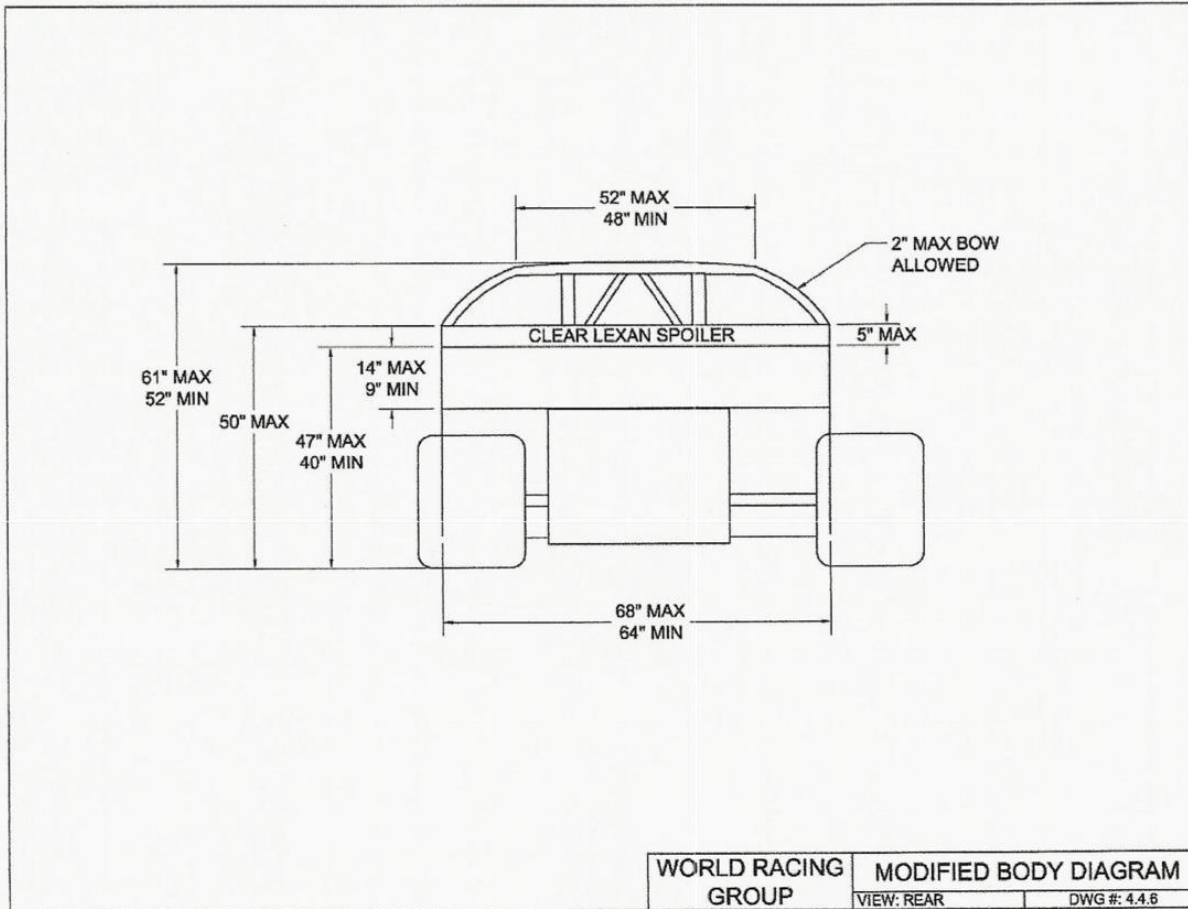 52" MAX
48" MIN
2" MAX BOW
ALLOWED
CLEAR LEXAN SPOILER
5" MAX
14" MAX
9" MIN
61" MAX
52" MIN
50" MAX
47" MAX
40" MIN
68" MAX
64" MIN
WORLD RACING
GROUP
MODIFIED BODY DIAGRAM
VIEW: REAR
DWG #: 4.4.6